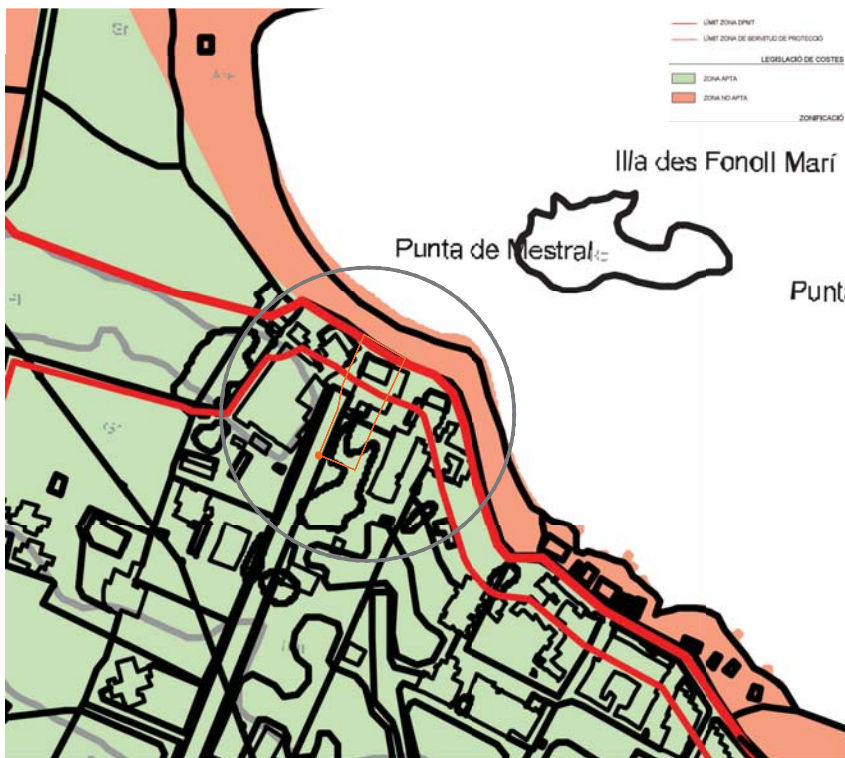 LÍMIT ZONA DPMT
LÍMIT ZONA DE SERVITUD DE PROTECCIÓ
LEGISLACIÓ DE COSTES
ZONA APTA
ZONA NO APTA
ZONIFICACIÓ
Illa des Fonoll Marí
Punta de Mestral
Punt